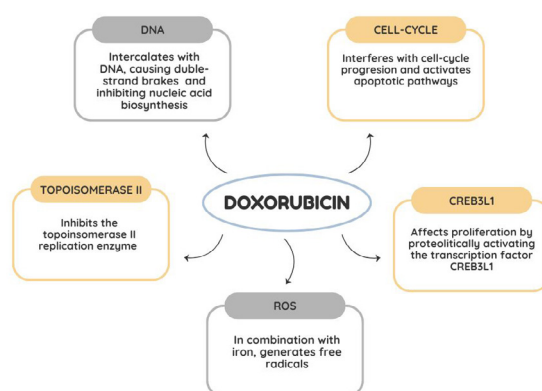 DNA
Intercalates with
DNA, causing duble-
strand brakes and
inhibiting nucleic acid
biosynthesis
CELL-CYCLE
Interferes with cell-cycle
progresion and activates
apoptotic pathways
TOPOISOMERASE II
Inhibits the
topoinsomerase II
replication enzyme
DOXORUBICIN
CREB3L1
Affects proliferation by
proteolitically activating
the transcription factor
CREB3L1
ROS
In combination with
iron, generates free
radicals